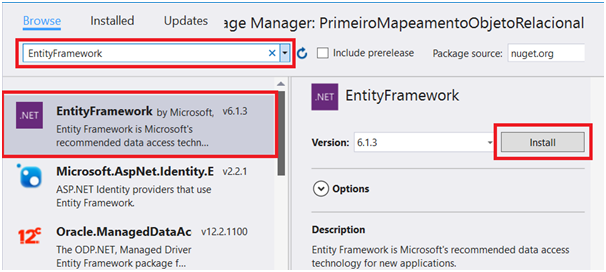 Browse Installed Updates age Manager: PrimeiroMapeamentoObjetoRelacional
EntityFramework Include prerelease Package source: nuget.org
.NET EntityFramework by Microsoft, v6.1.3
Entity Framework is Microsoft's
recommended data access techn...
Microsoft.AspNet.Identity.E v2.2.1
ASP.NET Identity providers that use
Entity Framework.
12c Oracle.ManagedDataAc v12.2.1100
The ODP.NET, Managed Driver
Entity Framework package f...
.NET EntityFramework
Version: 6.1.3 Install
Options
Description
Entity Framework is Microsoft's recommended data access
technology for new applications.